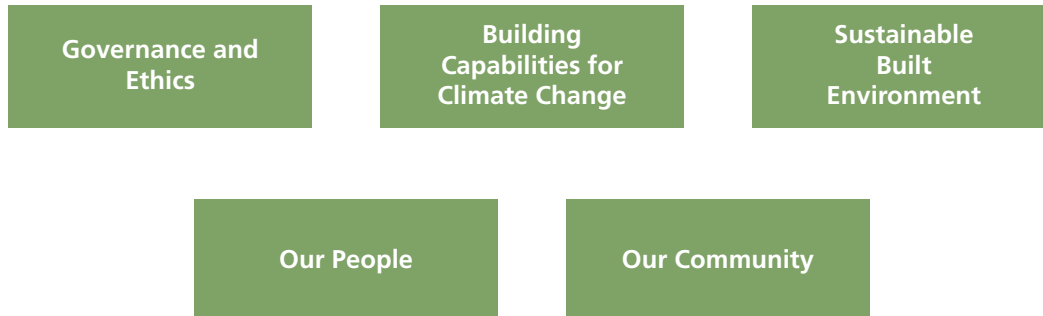 Governance and
Ethics
Building
Capabilities for
Climate Change
Sustainable
Built
Environment
Our People
Our Community